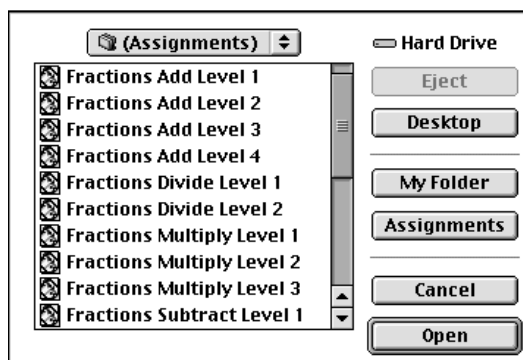 (Assignments)
Hard Drive
Fractions Add Level 1
Fractions Add Level 2
Fractions Add Level 3
Fractions Add Level 4
Fractions Divide Level 1
Fractions Divide Level 2
Fractions Multiply Level 1
Fractions Multiply Level 2
Fractions Multiply Level 3
Fractions Subtract Level 1
Eject
Desktop
My Folder
Assignments
Cancel
Open